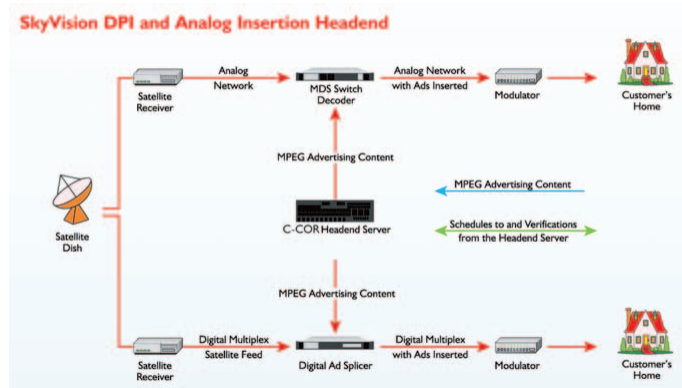 SkyVision DPI and Analog Insertion Headend
Analog
Network
Analog Network
with Ads Inserted
Satellite
Receiver
MDS Switch
Decoder
Modulator
Customer's
Home
MPEG Advertising Content
MPEG Advertising Content
C-COR Headend Server
Schedules to and Verifications
from the Headend Server
Satellite
Dish
MPEG Advertising Content
Digital Multiplex
Satellite Feed
Digital Multiplex
with Ads Inserted
Satellite
Receiver
Digital Ad Splicer
Modulator
Customer's
Home